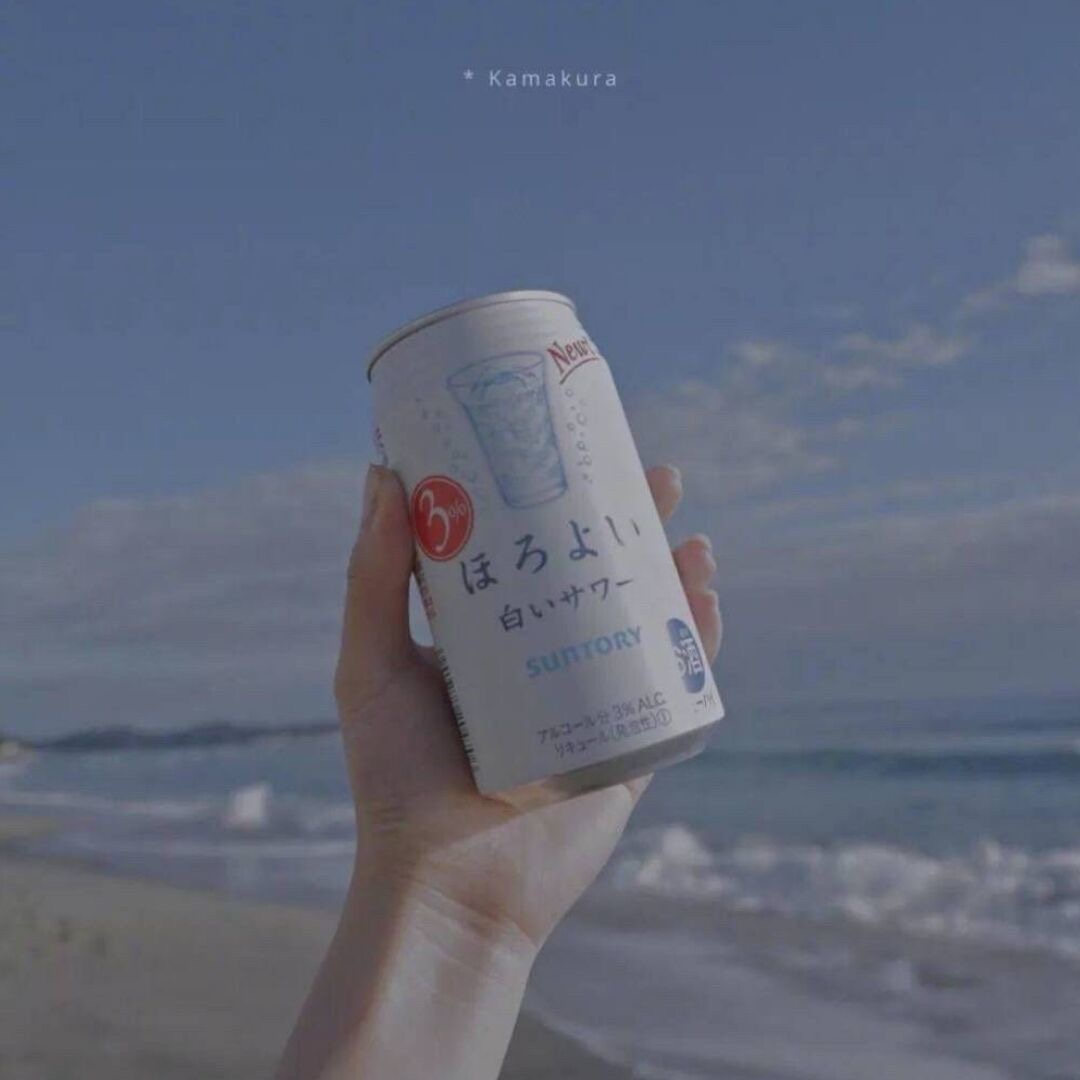 * Kamakura
New!
3%
ほろよい
白いサワー
SUNTORY
酒
アルコール分 3% ALC.
リキュール(発泡性)①